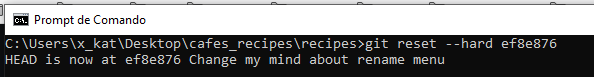 Prompt de Comando
C:\Users\x_kat\Desktop\cafes_recipes\recipes>git reset --hard ef8e876
HEAD is now at ef8e876 Change my mind about rename menu